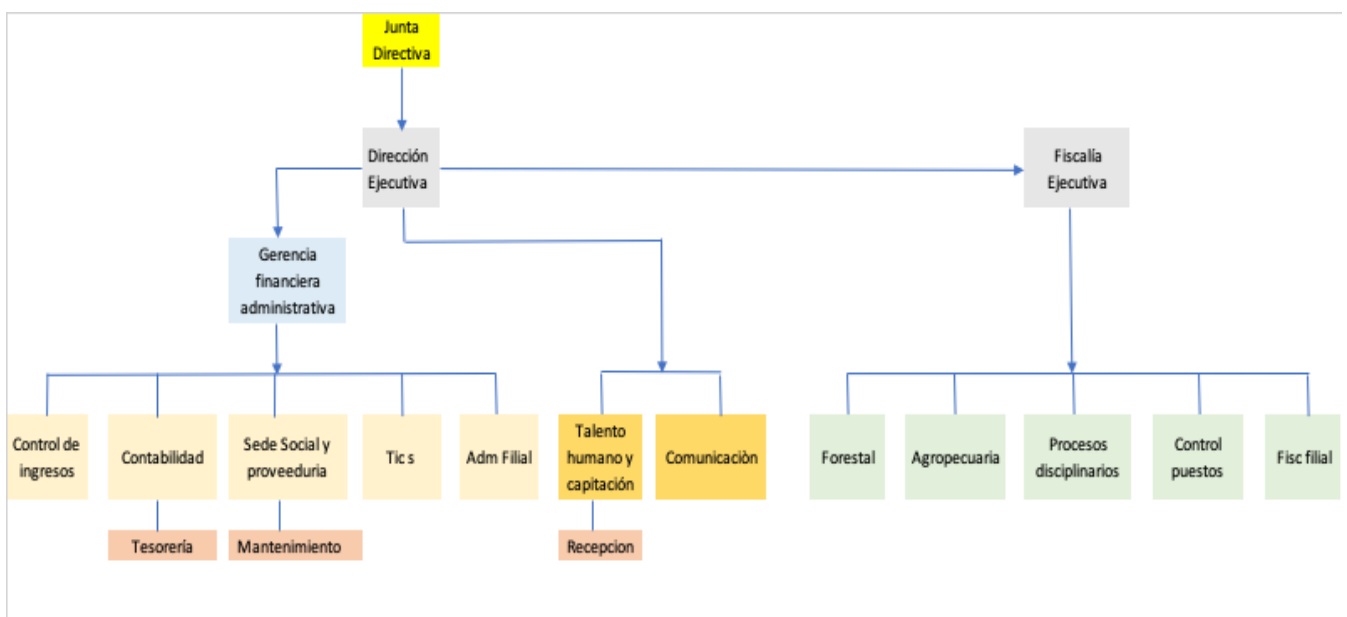 Junta
Directiva
Dirección
Ejecutiva
Fiscalía
Ejecutiva
Gerencia
financiera
administrativa
Control de
ingresos
Contabilidad
Sede Social y
proveeduria
Tic s
Adm Filial
Talento
humano y
capitación
Comunicaciòn
Forestal
Agropecuaria
Procesos
disciplinarios
Control
puestos
Fisc filial
Tesorería
Mantenimiento
Recepcion